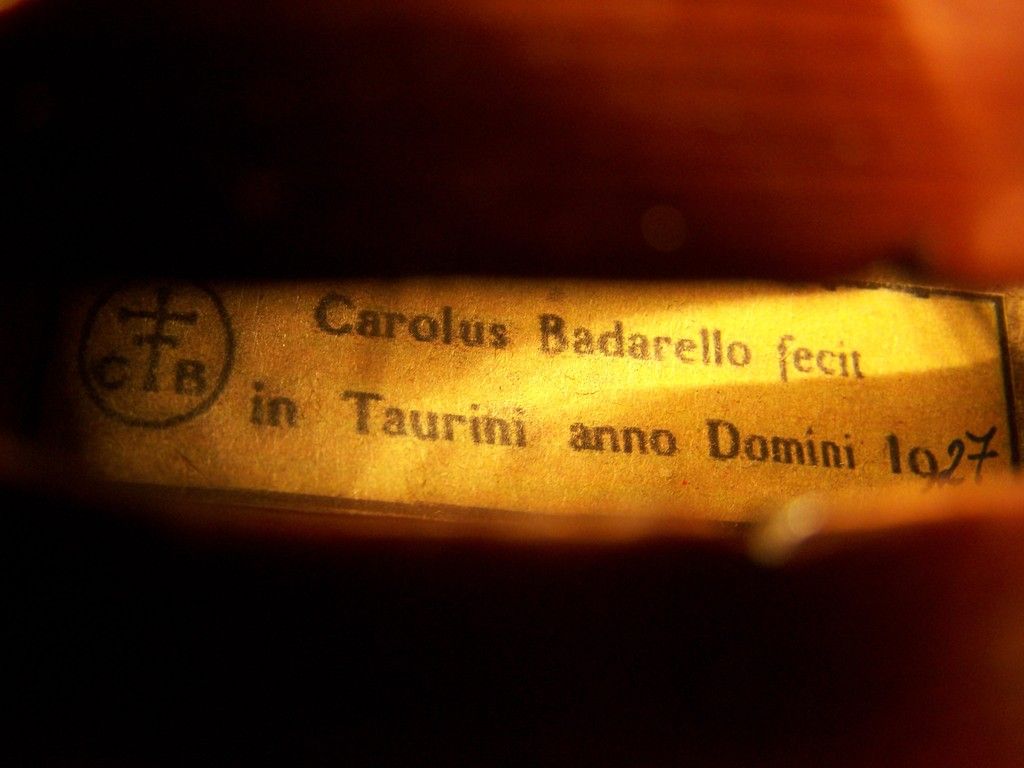 Carolus Badarello fecit
in Taurini anno Domini 1927
C B